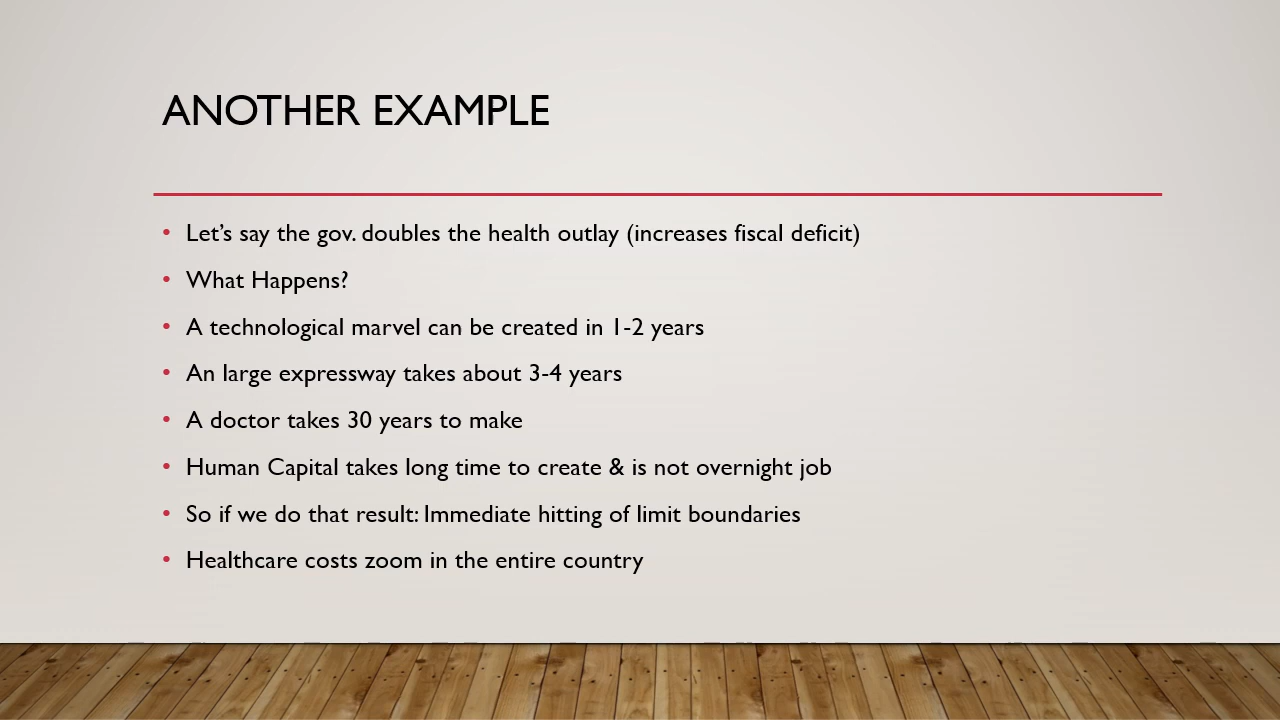 ANOTHER EXAMPLE
• Let’s say the gov. doubles the health outlay (increases fiscal deficit)
• What Happens?
• A technological marvel can be created in 1-2 years
• An large expressway takes about 3-4 years
• A doctor takes 30 years to make
• Human Capital takes long time to create & is not overnight job
• So if we do that result: Immediate hitting of limit boundaries
• Healthcare costs zoom in the entire country